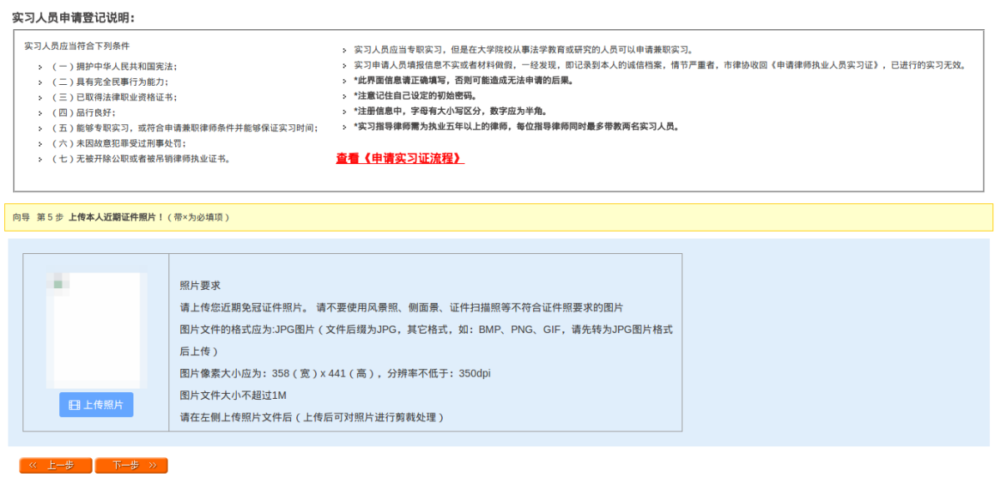 实习人员申请登记说明：
实习人员应当符合下列条件
（一）拥护中华人民共和国宪法；
（二）具有完全民事行为能力；
（三）已取得法律职业资格证书；
（四）品行良好；
（五）能够专职实习，或符合申请兼职律师条件并能够保证实习时间；
（六）未因故意犯罪受过刑事处罚；
（七）无被开除公职或者被吊销律师执业证书。
实习人员应当专职实习，但是在大学院校从事法学教育或研究的人员可以申请兼职实习。
实习申请人员填报信息不实或者材料做假，一经发现，即记录到本人的诚信档案，情节严重者，市律协收回《申请律师执业人员实习证》，已进行的实习无效。
*此界面信息请正确填写，否则可能造成无法申请的后果。
*注意记住自己设定的初始密码。
*注册信息中，字母有大小写区分，数字应为半角。
*实习指导律师需为执业五年以上的律师，每位指导律师同时最多带教两名实习人员。
查看《申请实习证流程》
向导 第 5 步 上传本人近期证件照片！（带×为必填项）
照片要求
请上传您近期免冠证件照片。 请不要使用风景照、侧面景、证件扫描照等不符合证件照要求的图片
图片文件的格式应为:JPG图片（文件后缀为JPG，其它格式，如：BMP、PNG、GIF，请先转为JPG图片格式
后上传）
图片像素大小应为：358（宽）x 441（高），分辨率不低于：350dpi
图片文件大小不超过1M
请在左侧上传照片文件后（上传后可对照片进行剪裁处理）
上传照片
<< 上一步 下一步 >>